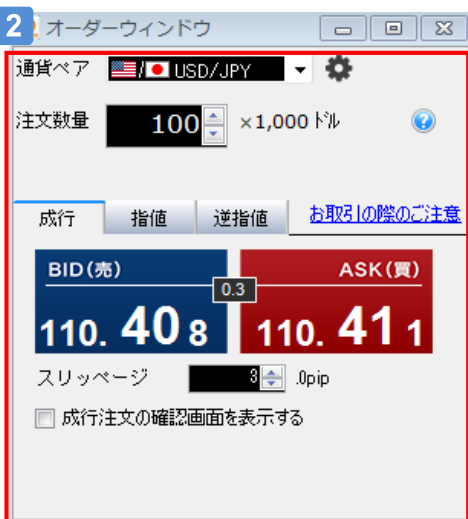 2 オーダーウィンドウ
通貨ペア USD/JPY
注文数量 100 ×1,000 ドル ?
成行 指値 逆指値 お取引の際のご注意
BID(売) 0.3 ASK(買)
110. 40 8 110. 41 1
スリッページ 3 .0pip
成行注文の確認画面を表示する